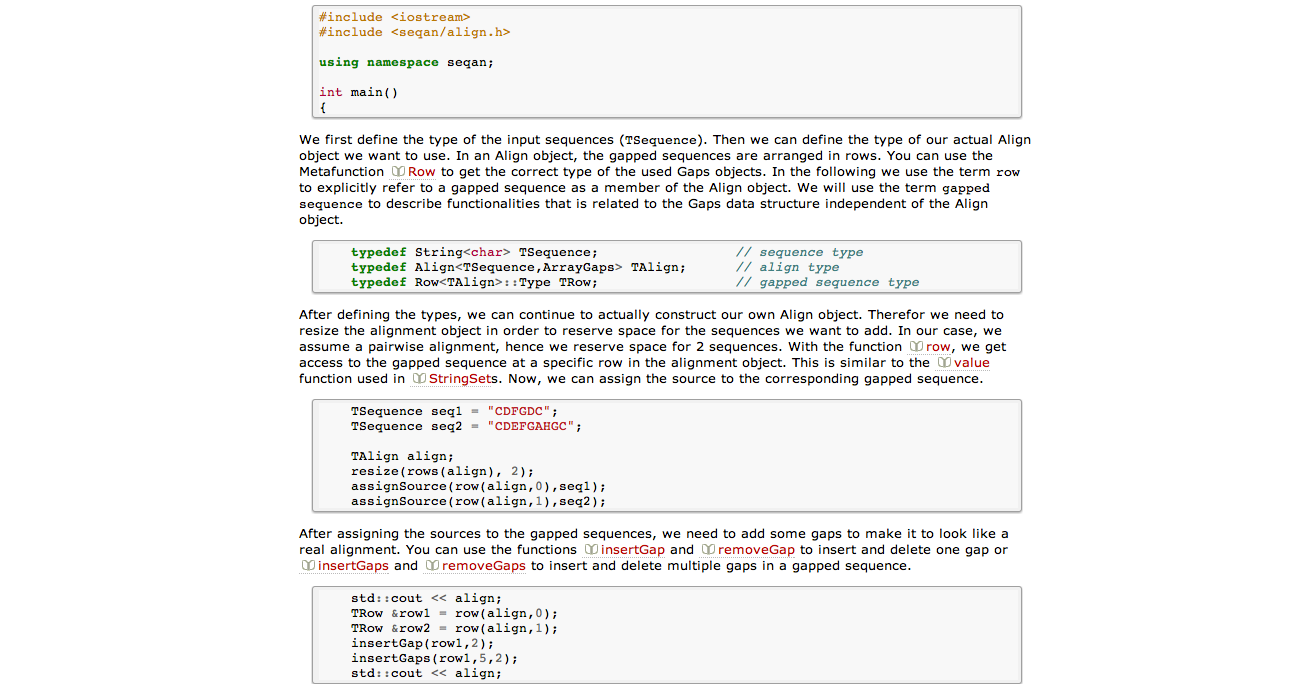 #include <iostream>
#include <seqan/align.h>
using namespace seqan;
int main()
{
We first define the type of the input sequences (TSequence). Then we can define the type of our actual Align
object we want to use. In an Align object, the gapped sequences are arranged in rows. You can use the
Metafunction Row to get the correct type of the used Gaps objects. In the following we use the term row
to explicitly refer to a gapped sequence as a member of the Align object. We will use the term gapped
sequence to describe functionalities that is related to the Gaps data structure independent of the Align
object.
typedef String<char> TSequence; // sequence type
typedef Align<TSequence,ArrayGaps> TAlign; // align type
typedef Row<TAlign>::Type TRow; // gapped sequence type
After defining the types, we can continue to actually construct our own Align object. Therefor we need to
resize the alignment object in order to reserve space for the sequences we want to add. In our case, we
assume a pairwise alignment, hence we reserve space for 2 sequences. With the function row, we get
access to the gapped sequence at a specific row in the alignment object. This is similar to the value
function used in StringSets. Now, we can assign the source to the corresponding gapped sequence.
TSequence seq1 = "CDFGDC";
TSequence seq2 = "CDEFGAHGC";
TAlign align;
resize(rows(align), 2);
assignSource(row(align,0),seq1);
assignSource(row(align,1),seq2);
After assigning the sources to the gapped sequences, we need to add some gaps to make it to look like a
real alignment. You can use the functions insertGap and removeGap to insert and delete one gap or
insertGaps and removeGaps to insert and delete multiple gaps in a gapped sequence.
std::cout << align;
TRow &row1 = row(align,0);
TRow &row2 = row(align,1);
insertGap(row1,2);
insertGaps(row1,5,2);
std::cout << align;